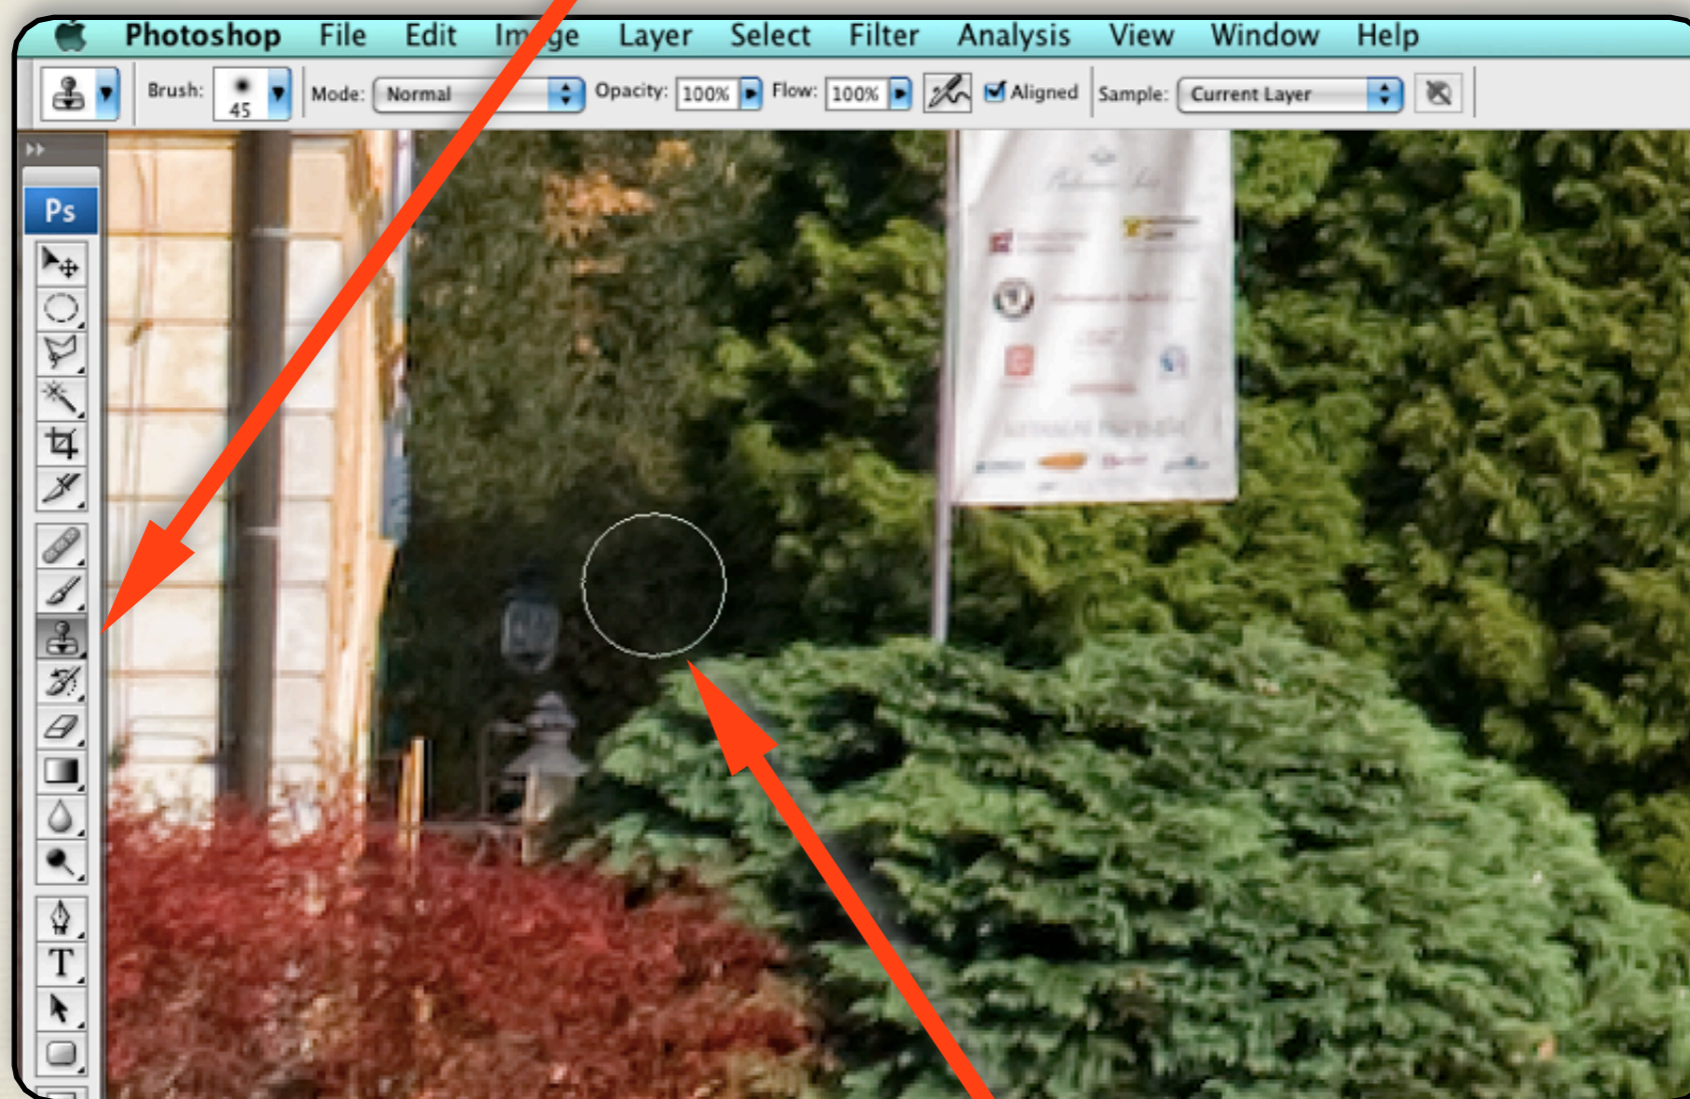 Photoshop File Edit Image Layer Select Filter Analysis View Window Help
Brush: 45 Mode: Normal Opacity: 100% Flow: 100% Aligned Sample: Current Layer
Ps
T